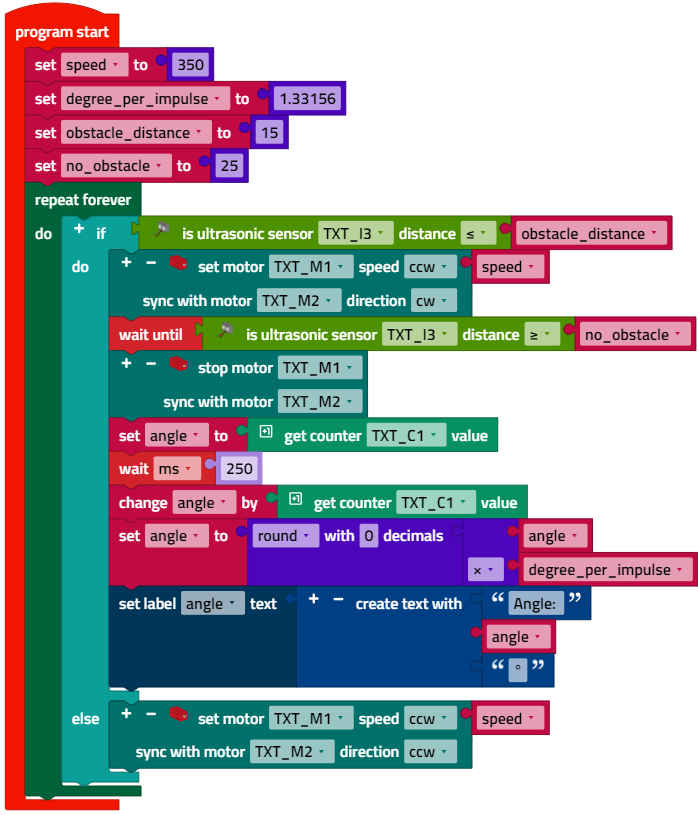 program start
set speed to 350
set degree_per_impulse to 1.33156
set obstacle_distance to 15
set no_obstacle to 25
repeat forever
do + if is ultrasonic sensor TXT_I3 distance ≤ obstacle_distance
do + − set motor TXT_M1 speed ccw speed
sync with motor TXT_M2 direction cw
wait until is ultrasonic sensor TXT_I3 distance ≥ no_obstacle
+ − stop motor TXT_M1
sync with motor TXT_M2
set angle to get counter TXT_C1 value
wait ms 250
change angle by get counter TXT_C1 value
set angle to round with 0 decimals angle
× degree_per_impulse
set label angle text + − create text with “ Angle: ”
angle
“ ° ”
else + − set motor TXT_M1 speed ccw speed
sync with motor TXT_M2 direction ccw